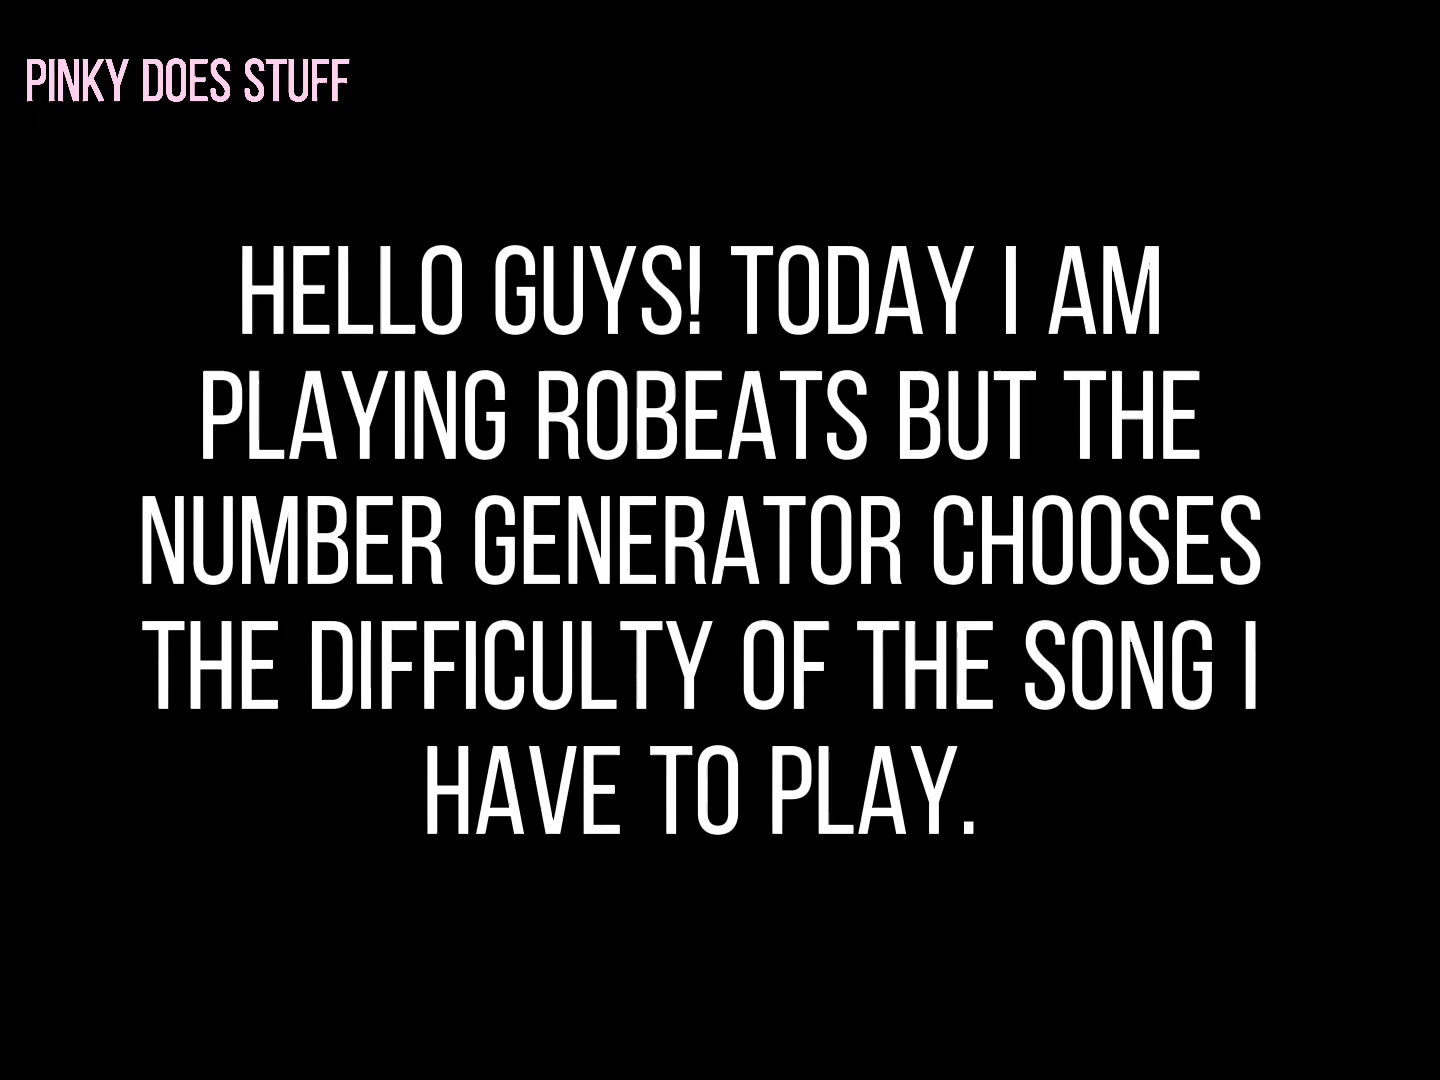 PINKY DOES STUFF
HELLO GUYS! TODAY I AM
PLAYING ROBEATS BUT THE
NUMBER GENERATOR CHOOSES
THE DIFFICULTY OF THE SONG I
HAVE TO PLAY.